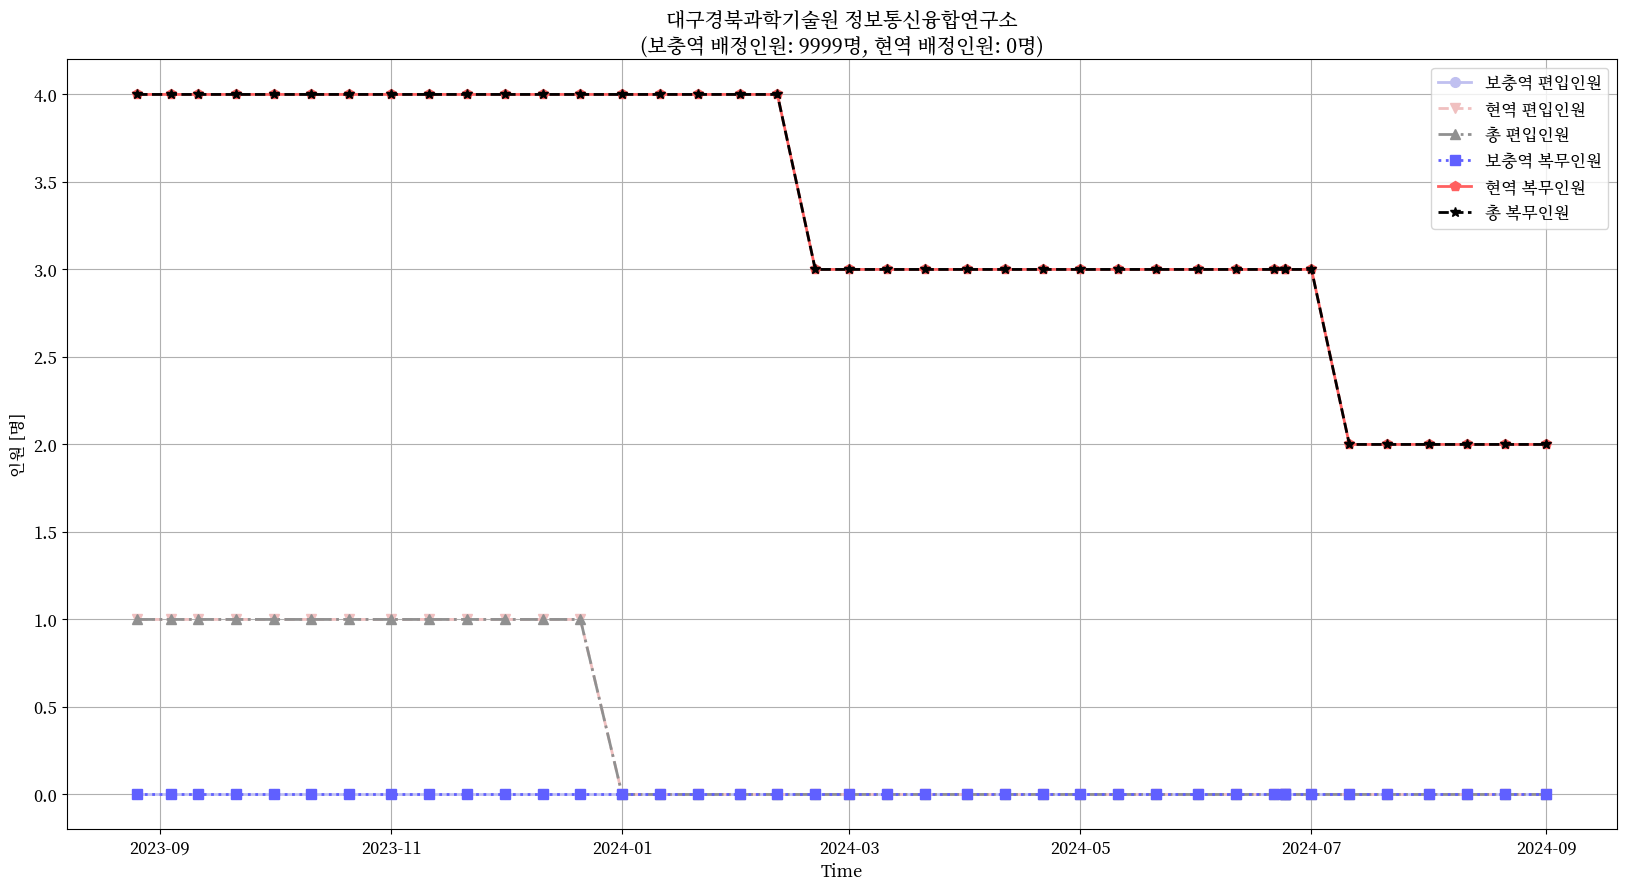 대구경북과학기술원 정보통신융합연구소
(보충역 배정인원: 9999명, 현역 배정인원: 0명)
보충역 편입인원
현역 편입인원
총 편입인원
보충역 복무인원
현역 복무인원
총 복무인원
인원 [명]
4.0
3.5
3.0
2.5
2.0
1.5
1.0
0.5
0.0
2023-09
2023-11
2024-01
2024-03
2024-05
2024-07
2024-09
Time